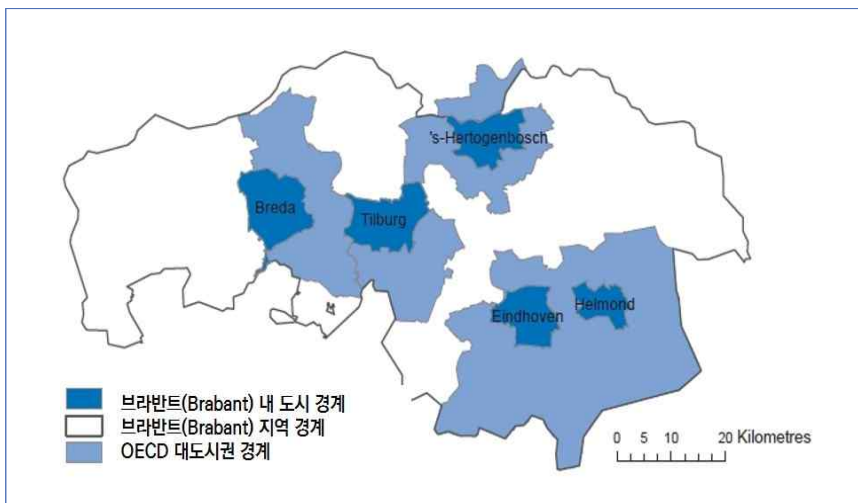 's-Hertogenbosch
Breda
Tilburg
Eindhoven
Helmond
브라반트(Brabant) 내 도시 경계
브라반트(Brabant) 지역 경계
OECD 대도시권 경계
0 5 10 20 Kilometres